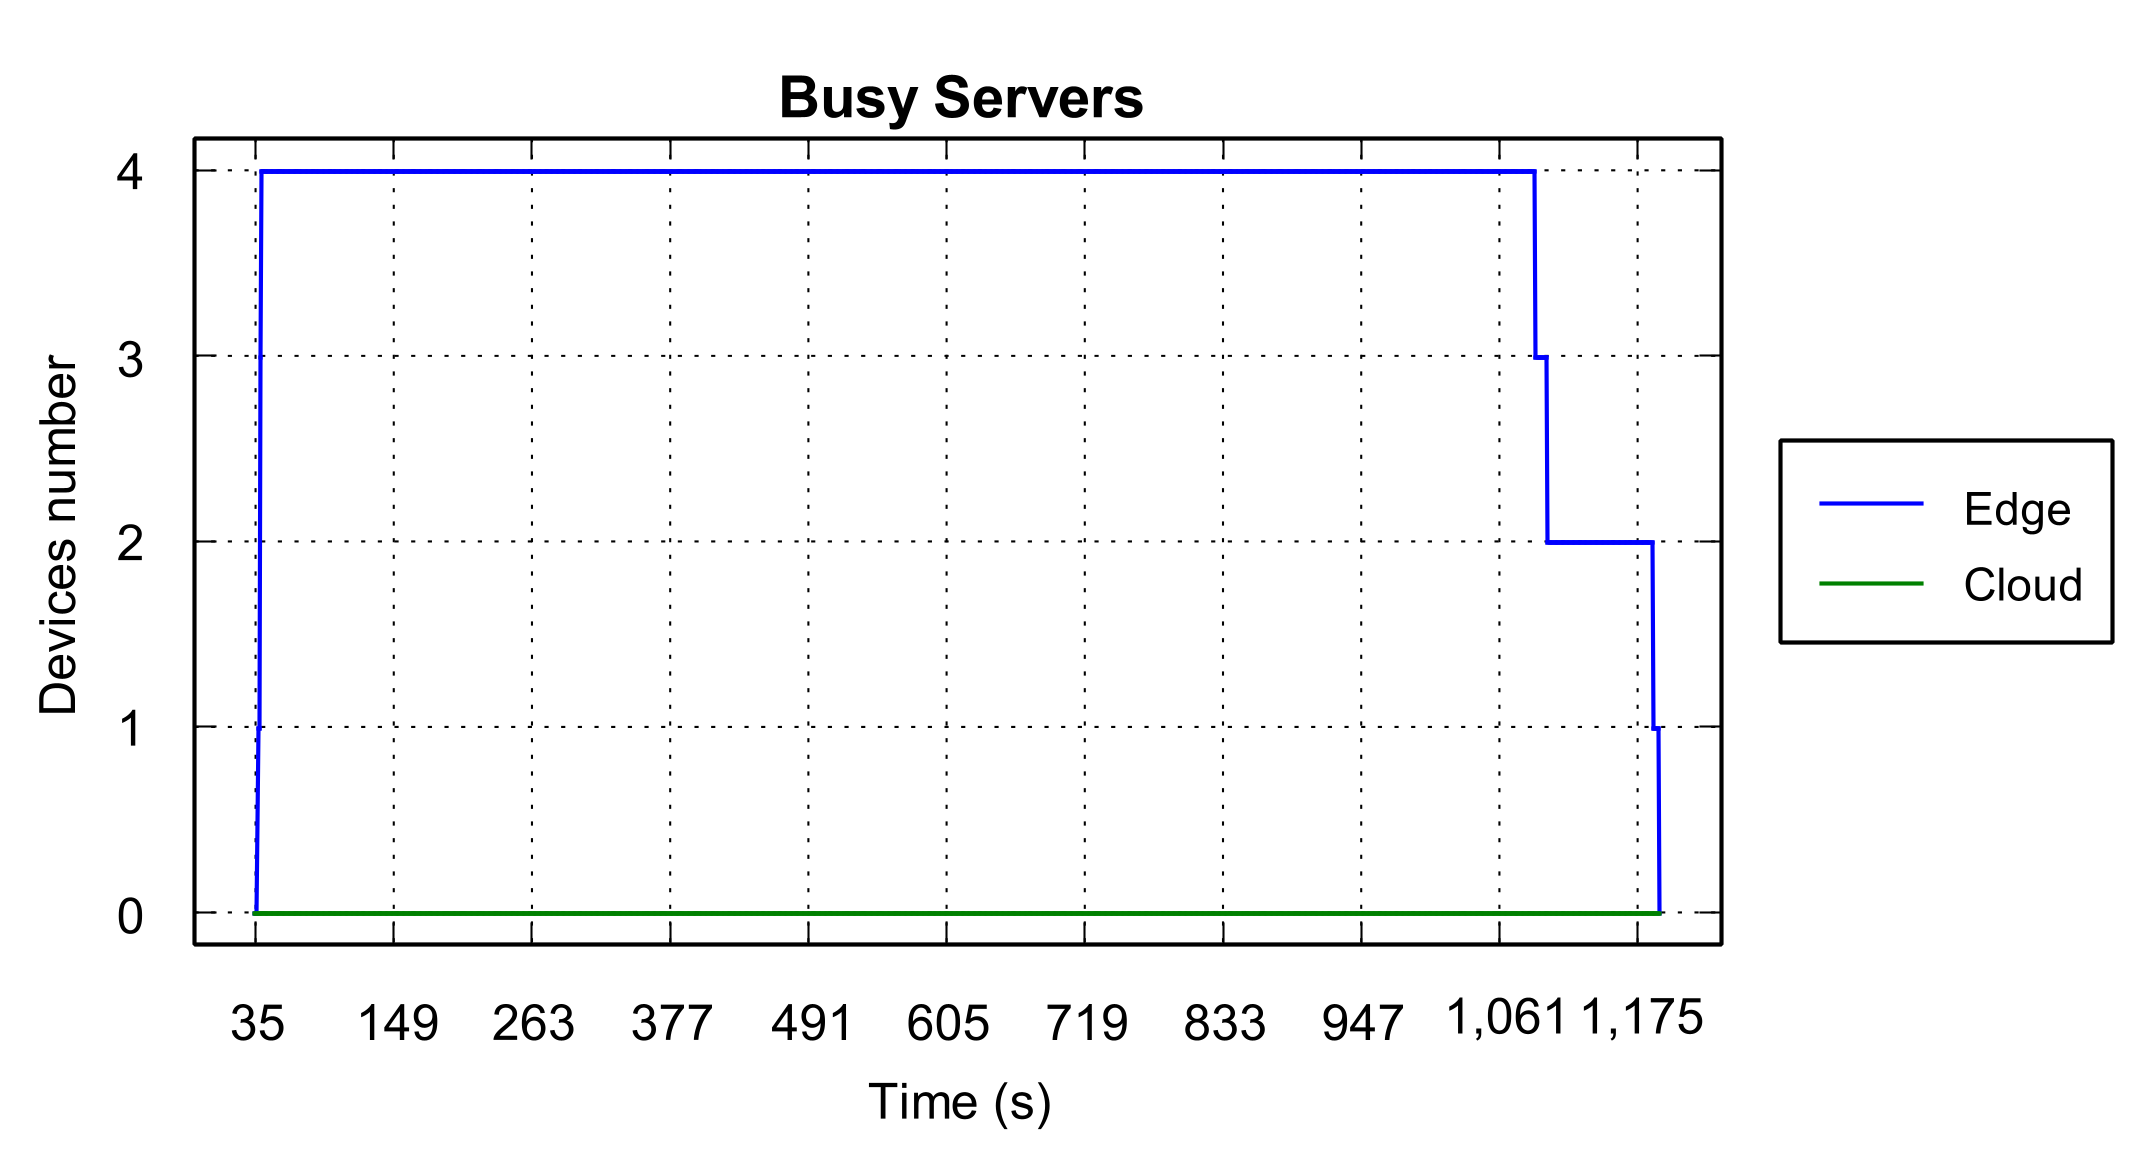 Busy Servers
4
3
2
1
0
Devices number
35 149 263 377 491 605 719 833 947 1,061 1,175
Time (s)
Edge
Cloud